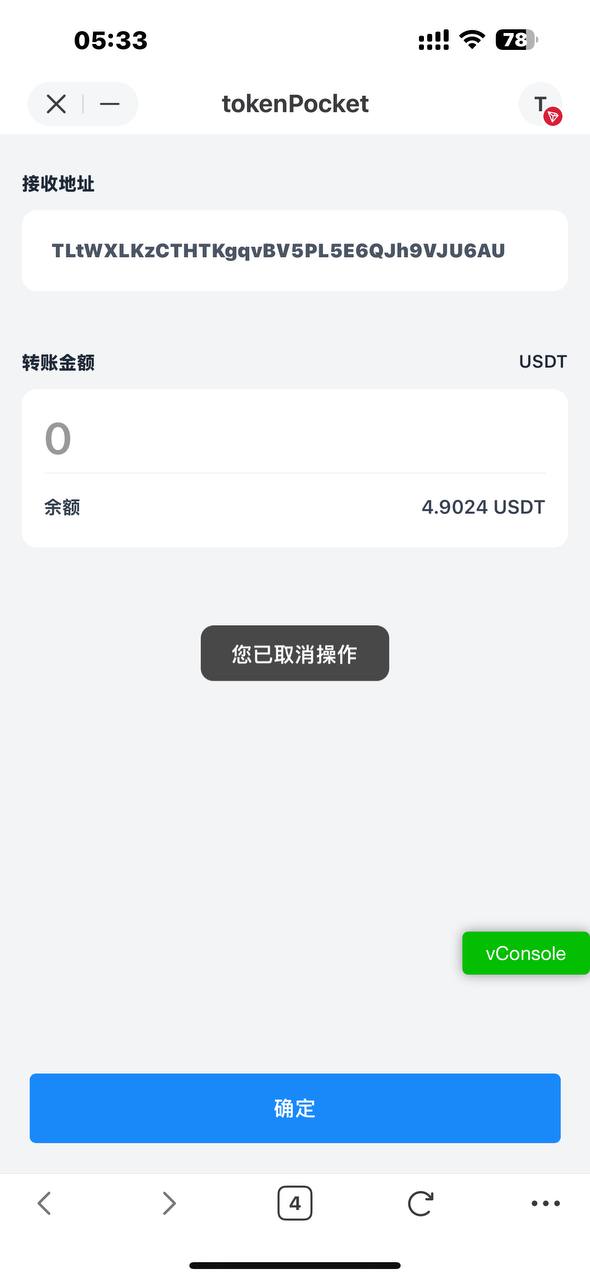 05:33
78
tokenPocket
T
接收地址
TLtWXLKzCTHTKgqvBV5PL5E6QJh9VJU6AU
转账金额
USDT
0
余额
4.9024 USDT
您已取消操作
vConsole
确定
4